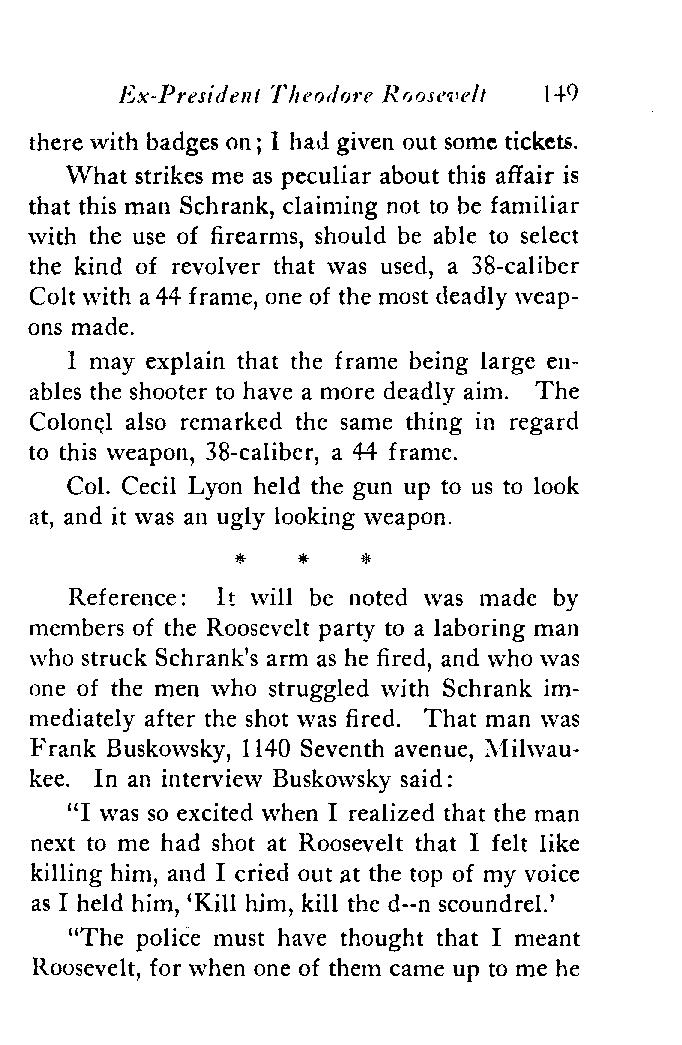 Ex-President Theodore Roosevelt 149
there with badges on; I had given out some tickets.
What strikes me as peculiar about this affair is
that this man Schrank, claiming not to be familiar
with the use of firearms, should be able to select
the kind of revolver that was used, a 38-caliber
Colt with a 44 frame, one of the most deadly weap-
ons made.
I may explain that the frame being large en-
ables the shooter to have a more deadly aim. The
Colonel also remarked the same thing in regard
to this weapon, 38-caliber, a 44 frame.
Col. Cecil Lyon held the gun up to us to look
at, and it was an ugly looking weapon.
* * *
Reference: It will be noted was made by
members of the Roosevelt party to a laboring man
who struck Schrank's arm as he fired, and who was
one of the men who struggled with Schrank im-
mediately after the shot was fired. That man was
Frank Buskowsky, 1140 Seventh avenue, Milwau-
kee. In an interview Buskowsky said:
"I was so excited when I realized that the man
next to me had shot at Roosevelt that I felt like
killing him, and I cried out at the top of my voice
as I held him, 'Kill him, kill the d--n scoundrel.'
"The police must have thought that I meant
Roosevelt, for when one of them came up to me he